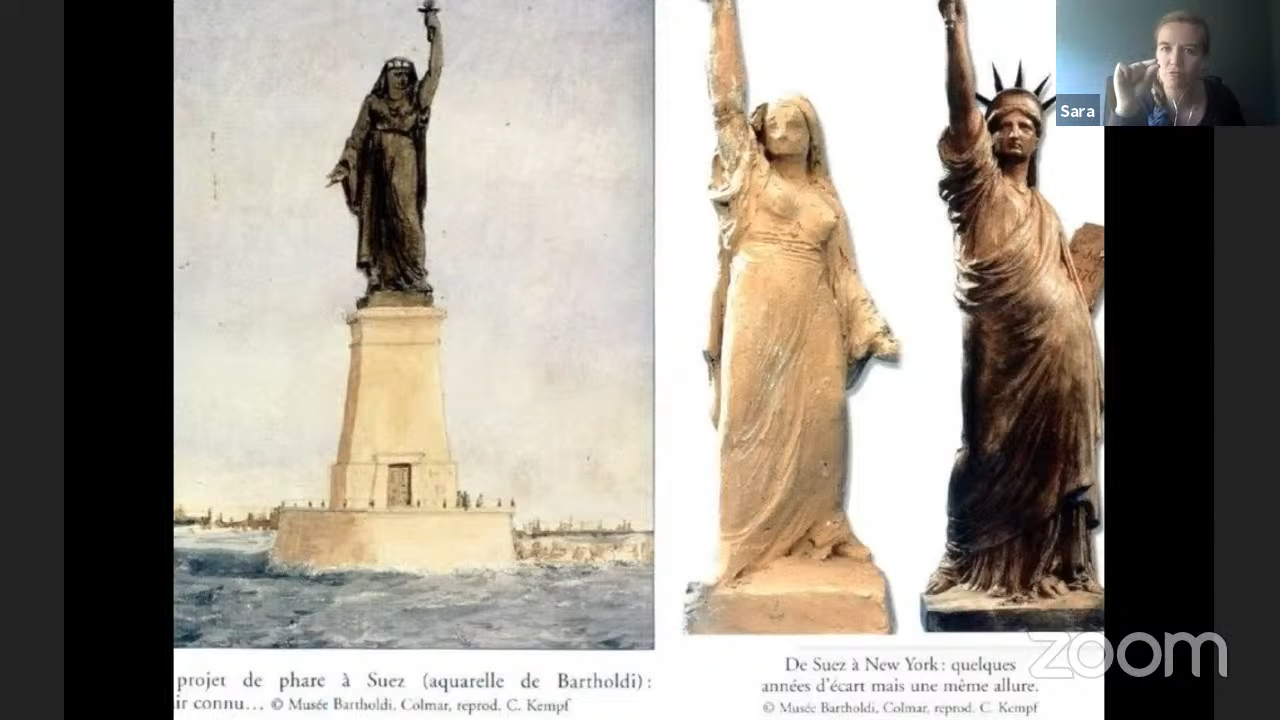 Sara
projet de phare à Suez (aquarelle de Bartholdi) :
ir connu... © Musée Bartholdi, Colmar, reprod. C. Kempf
De Suez à New York : quelques
années d'écart mais une même allure.
© Musée Bartholdi, Colmar, reprod. C. Kempf
zoom